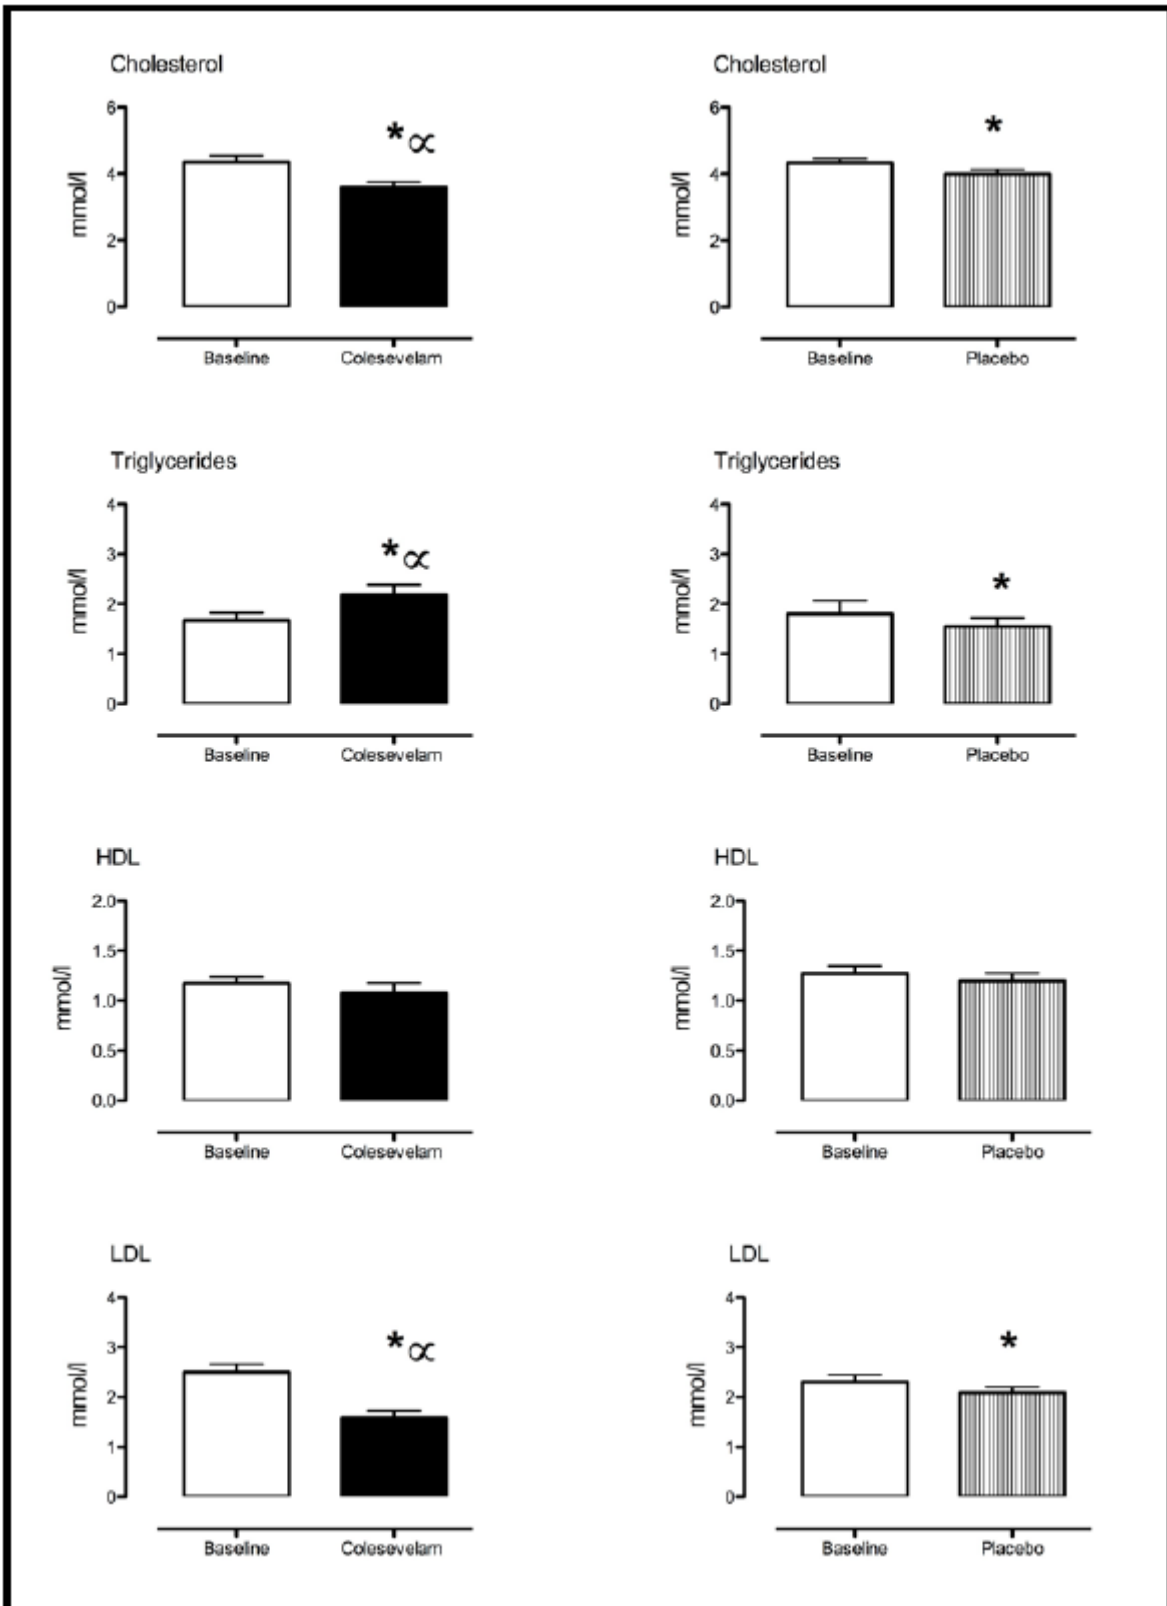 Cholesterol
6
4
2
0
mmol/l
*∝
Baseline Colesevelam
Cholesterol
6
4
2
0
mmol/l
*
Baseline Placebo
Triglycerides
4
3
2
1
0
mmol/l
*∝
Baseline Colesevelam
Triglycerides
4
3
2
1
0
mmol/l
*
Baseline Placebo
HDL
2.0
1.5
1.0
0.5
0.0
mmol/l
Baseline Colesevelam
HDL
2.0
1.5
1.0
0.5
0.0
mmol/l
Baseline Placebo
LDL
4
3
2
1
0
mmol/l
*∝
Baseline Colesevelam
LDL
4
3
2
1
0
mmol/l
*
Baseline Placebo